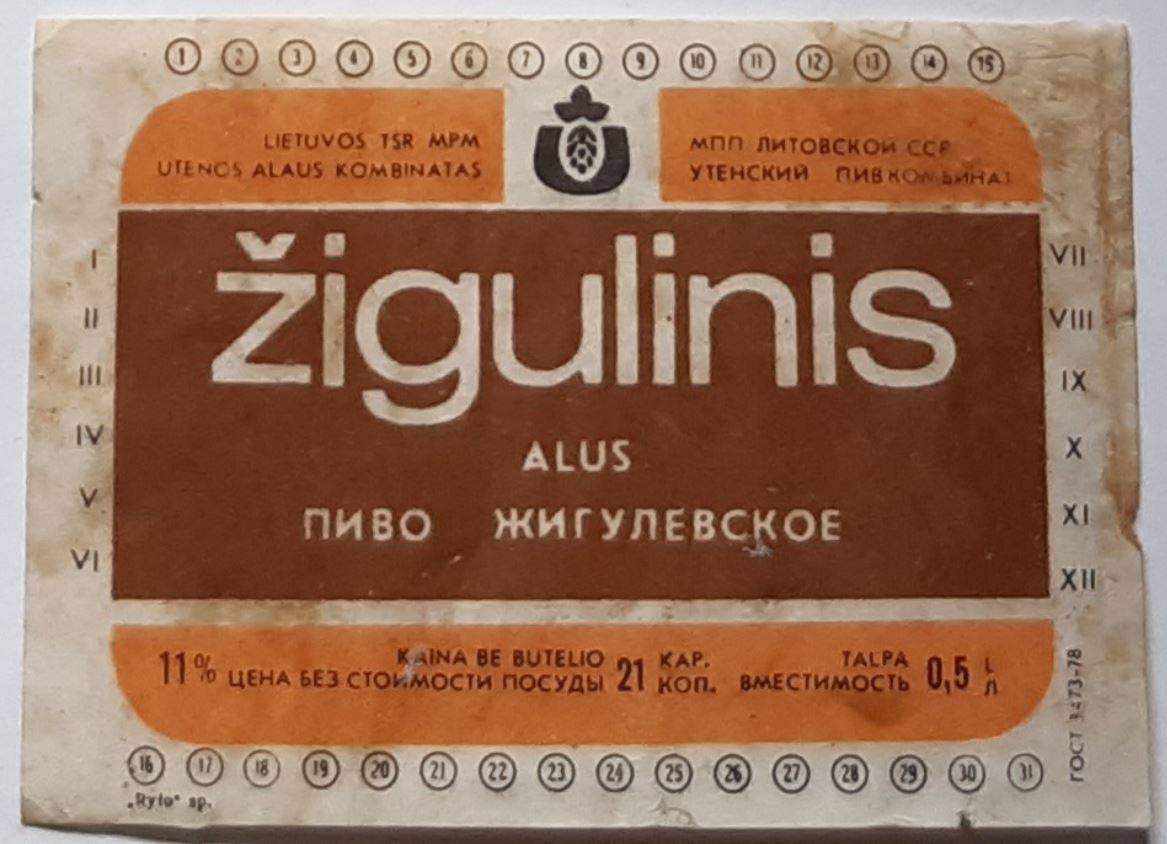 1 2 3 4 5 6 7 8 9 10 11 12 13 14 15
LIETUVOS TSR MPM
UTENOS ALAUS KOMBINATAS
МПП ЛИТОВСКОЙ ССР
УТЕНСКИЙ ПИВКОМБИНАТ
I
II
III
IV
V
VI
žigulinis
ALUS
ПИВО ЖИГУЛЕВСКОЕ
VII
VIII
IX
X
XI
XII
11% KAINA BE BUTELIO 21 KAP. TALPA 0,5 L
ЦЕНА БЕЗ СТОИМОСТИ ПОСУДЫ КОП. ВМЕСТИМОСТЬ Л
ГОСТ 3473-78
16 17 18 19 20 21 22 23 24 25 26 27 28 29 30 31
„Ryto" sp.